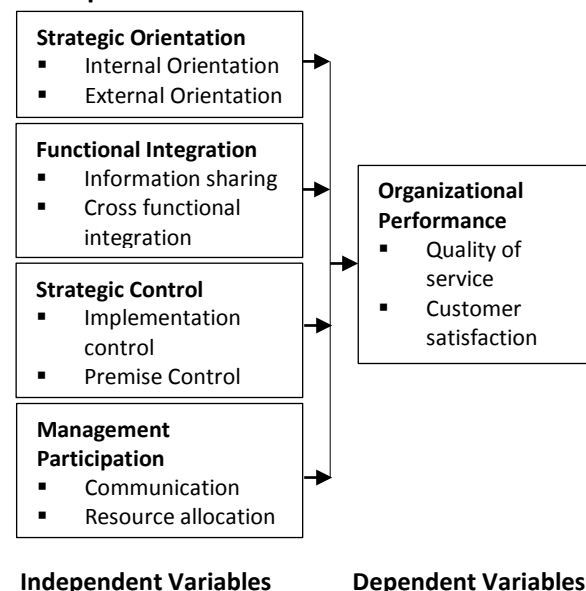 Strategic Orientation
▪ Internal Orientation
▪ External Orientation
Functional Integration
▪ Information sharing
▪ Cross functional
integration
Strategic Control
▪ Implementation
control
▪ Premise Control
Management
Participation
▪ Communication
▪ Resource allocation
Organizational
Performance
▪ Quality of
service
▪ Customer
satisfaction
Independent Variables
Dependent Variables